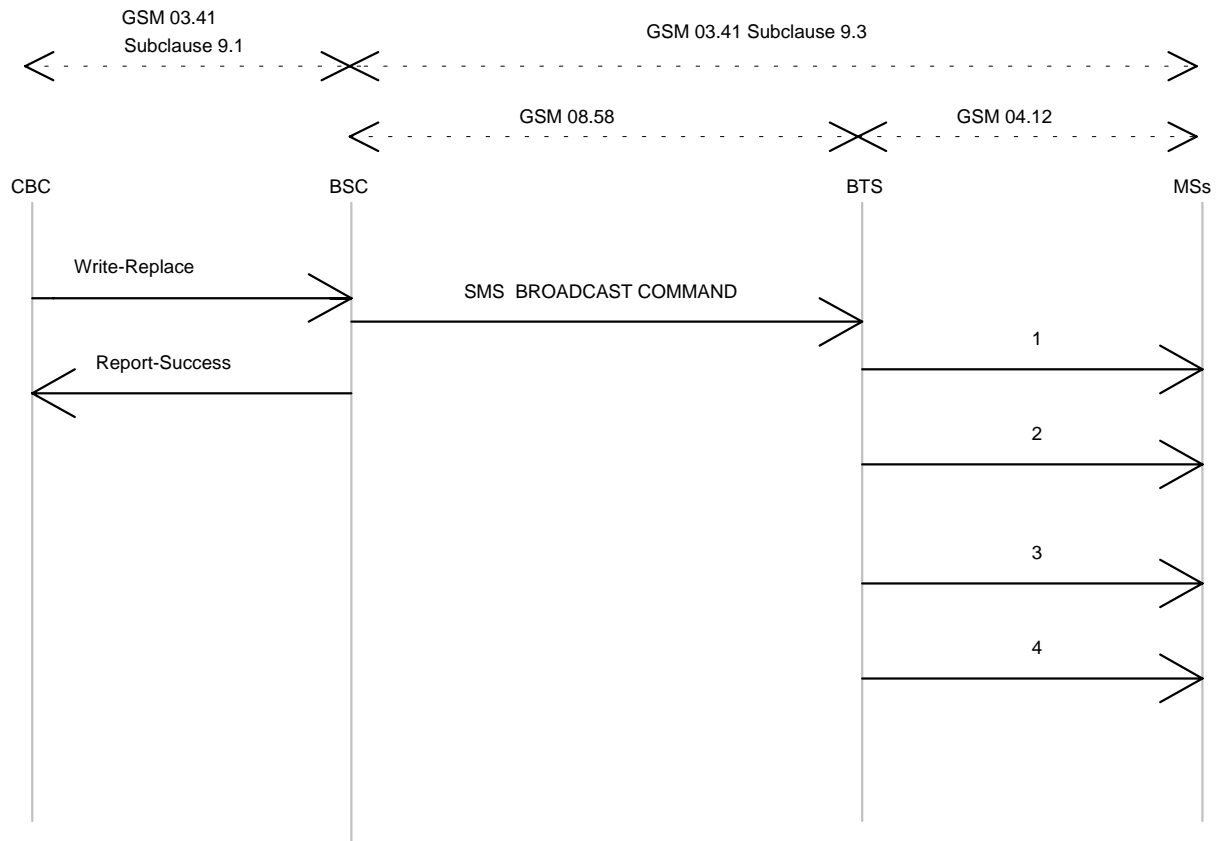 GSM 03.41
Subclause 9.1
GSM 03.41 Subclause 9.3
GSM 08.58
GSM 04.12
CBC
BSC
BTS
MSs
Write-Replace
SMS BROADCAST COMMAND
1
Report-Success
2
3
4